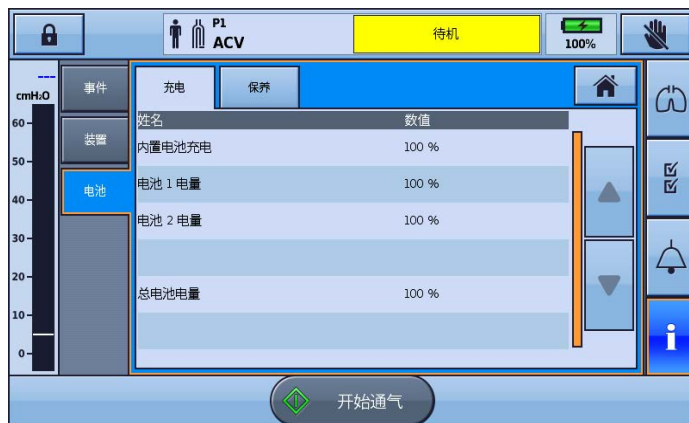 P1
ACV
待机
100%
---
cmH₂O
60
50
40
30
20
10
0
事件
装置
电池
充电
保养
姓名 数值
内置电池充电 100 %
电池 1 电量 100 %
电池 2 电量 100 %
总电池电量 100 %
i
开始通气